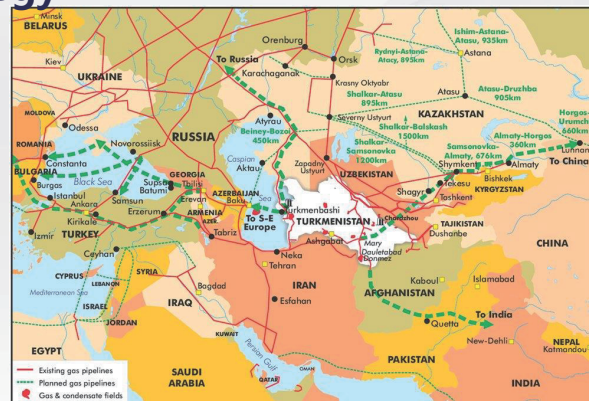 gy
Minsk
BELARUS
Kiev
UKRAINE
MOLDOVA
Odessa
ROMANIA
Constanta
BULGARIA
Burgas
Istanbul
Black Sea
Novorossiisk
RUSSIA
Orenburg
To Russia
Karachaganak
Orsk
Krasny Oktyabr
Ishim-Astana-
Atasu, 935km
Rydnyi-Astana-
Atacy, 895km
Astana
Shalkar-Atasu
895km
Atasu
Atasu-Druzhba
905km
KAZAKHSTAN
Atyrau
Beiney-Bozoi
450km
Severny Ustyurt
Shalkar-Balskash
1500km
Shalkar-
Samsonovka
1200km
Samsonovka-
Almaty, 676km
Almaty-Horgos
360km
Horgos-
Urumchi
660km
Lunnan
To China
Caspian
Sea
Aktau
Zapadny
Ustyurt
UZBEKISTAN
Shymkent
Almaty
Bishkek
KYRGYZSTAN
Shagyr
Yekasu
Tashkent
GEORGIA
Tbilisi
Supsa
Batumi
Erevan
ARMENIA
AZER.
AZERBAIJAN
Baku
To S-E
Europe
Turkmenbashi
TURKMENISTAN
Ashgabat
Mary
Dauletabad
Donmez
TAJIKISTAN
Dushanbe
CHINA
Ankara
Samsun
Kirikale
Erzerum
TURKEY
Izmir
Ceyhan
Tabriz
Neka
Tehran
IRAN
Esfahan
CYPRUS
Mediterranean Sea
LEBANON
SYRIA
ISRAEL
JORDAN
IRAQ
Bagdad
KUWAIT
EGYPT
SAUDI
ARABIA
Persian Gulf
QATAR
OMAN
AFGHANISTAN
Kaboul
Islamabad
Quetta
To India
PAKISTAN
New-Dehli
NEPAL
Katmandou
INDIA
Existing gas pipelines
Planned gas pipelines
Gas & condensate fields